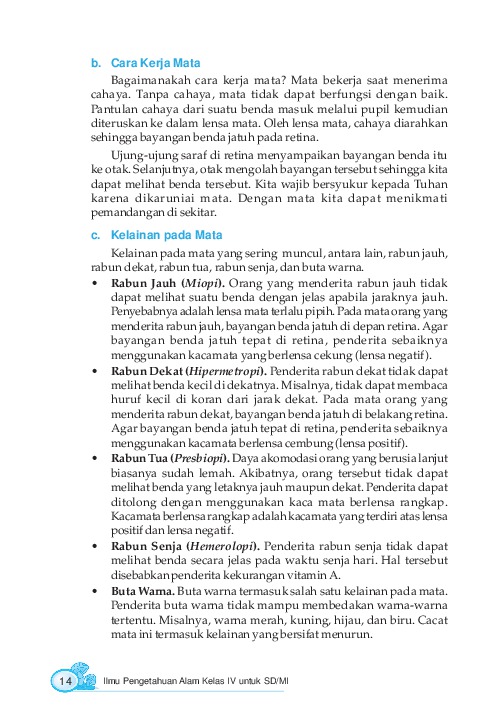 b. Cara Kerja Mata
Bagaimanakah cara kerja mata? Mata bekerja saat menerima
cahaya. Tanpa cahaya, mata tidak dapat berfungsi dengan baik.
Pantulan cahaya dari suatu benda masuk melalui pupil kemudian
diteruskan ke dalam lensa mata. Oleh lensa mata, cahaya diarahkan
sehingga bayangan benda jatuh pada retina.
Ujung-ujung saraf di retina menyampaikan bayangan benda itu
ke otak. Selanjutnya, otak mengolah bayangan tersebut sehingga kita
dapat melihat benda tersebut. Kita wajib bersyukur kepada Tuhan
karena dikaruniai mata. Dengan mata kita dapat menikmati
pemandangan di sekitar.
c. Kelainan pada Mata
Kelainan pada mata yang sering muncul, antara lain, rabun jauh,
rabun dekat, rabun tua, rabun senja, dan buta warna.
• Rabun Jauh (Miopi). Orang yang menderita rabun jauh tidak
dapat melihat suatu benda dengan jelas apabila jaraknya jauh.
Penyebabnya adalah lensa mata terlalu pipih. Pada mata orang yang
menderita rabun jauh, bayangan benda jatuh di depan retina. Agar
bayangan benda jatuh tepat di retina, penderita sebaiknya
menggunakan kacamata yang berlensa cekung (lensa negatif).
• Rabun Dekat (Hipermetropi). Penderita rabun dekat tidak dapat
melihat benda kecil di dekatnya. Misalnya, tidak dapat membaca
huruf kecil di koran dari jarak dekat. Pada mata orang yang
menderita rabun dekat, bayangan benda jatuh di belakang retina.
Agar bayangan benda jatuh tepat di retina, penderita sebaiknya
menggunakan kacamata berlensa cembung (lensa positif).
• Rabun Tua (Presbiopi). Daya akomodasi orang yang berusia lanjut
biasanya sudah lemah. Akibatnya, orang tersebut tidak dapat
melihat benda yang letaknya jauh maupun dekat. Penderita dapat
ditolong dengan menggunakan kaca mata berlensa rangkap.
Kacamata berlensa rangkap adalah kacamata yang terdiri atas lensa
positif dan lensa negatif.
• Rabun Senja (Hemerolopi). Penderita rabun senja tidak dapat
melihat benda secara jelas pada waktu senja hari. Hal tersebut
disebabkan penderita kekurangan vitamin A.
• Buta Warna. Buta warna termasuk salah satu kelainan pada mata.
Penderita buta warna tidak mampu membedakan warna-warna
tertentu. Misalnya, warna merah, kuning, hijau, dan biru. Cacat
mata ini termasuk kelainan yang bersifat menurun.
14 Ilmu Pengetahuan Alam Kelas IV untuk SD/MI